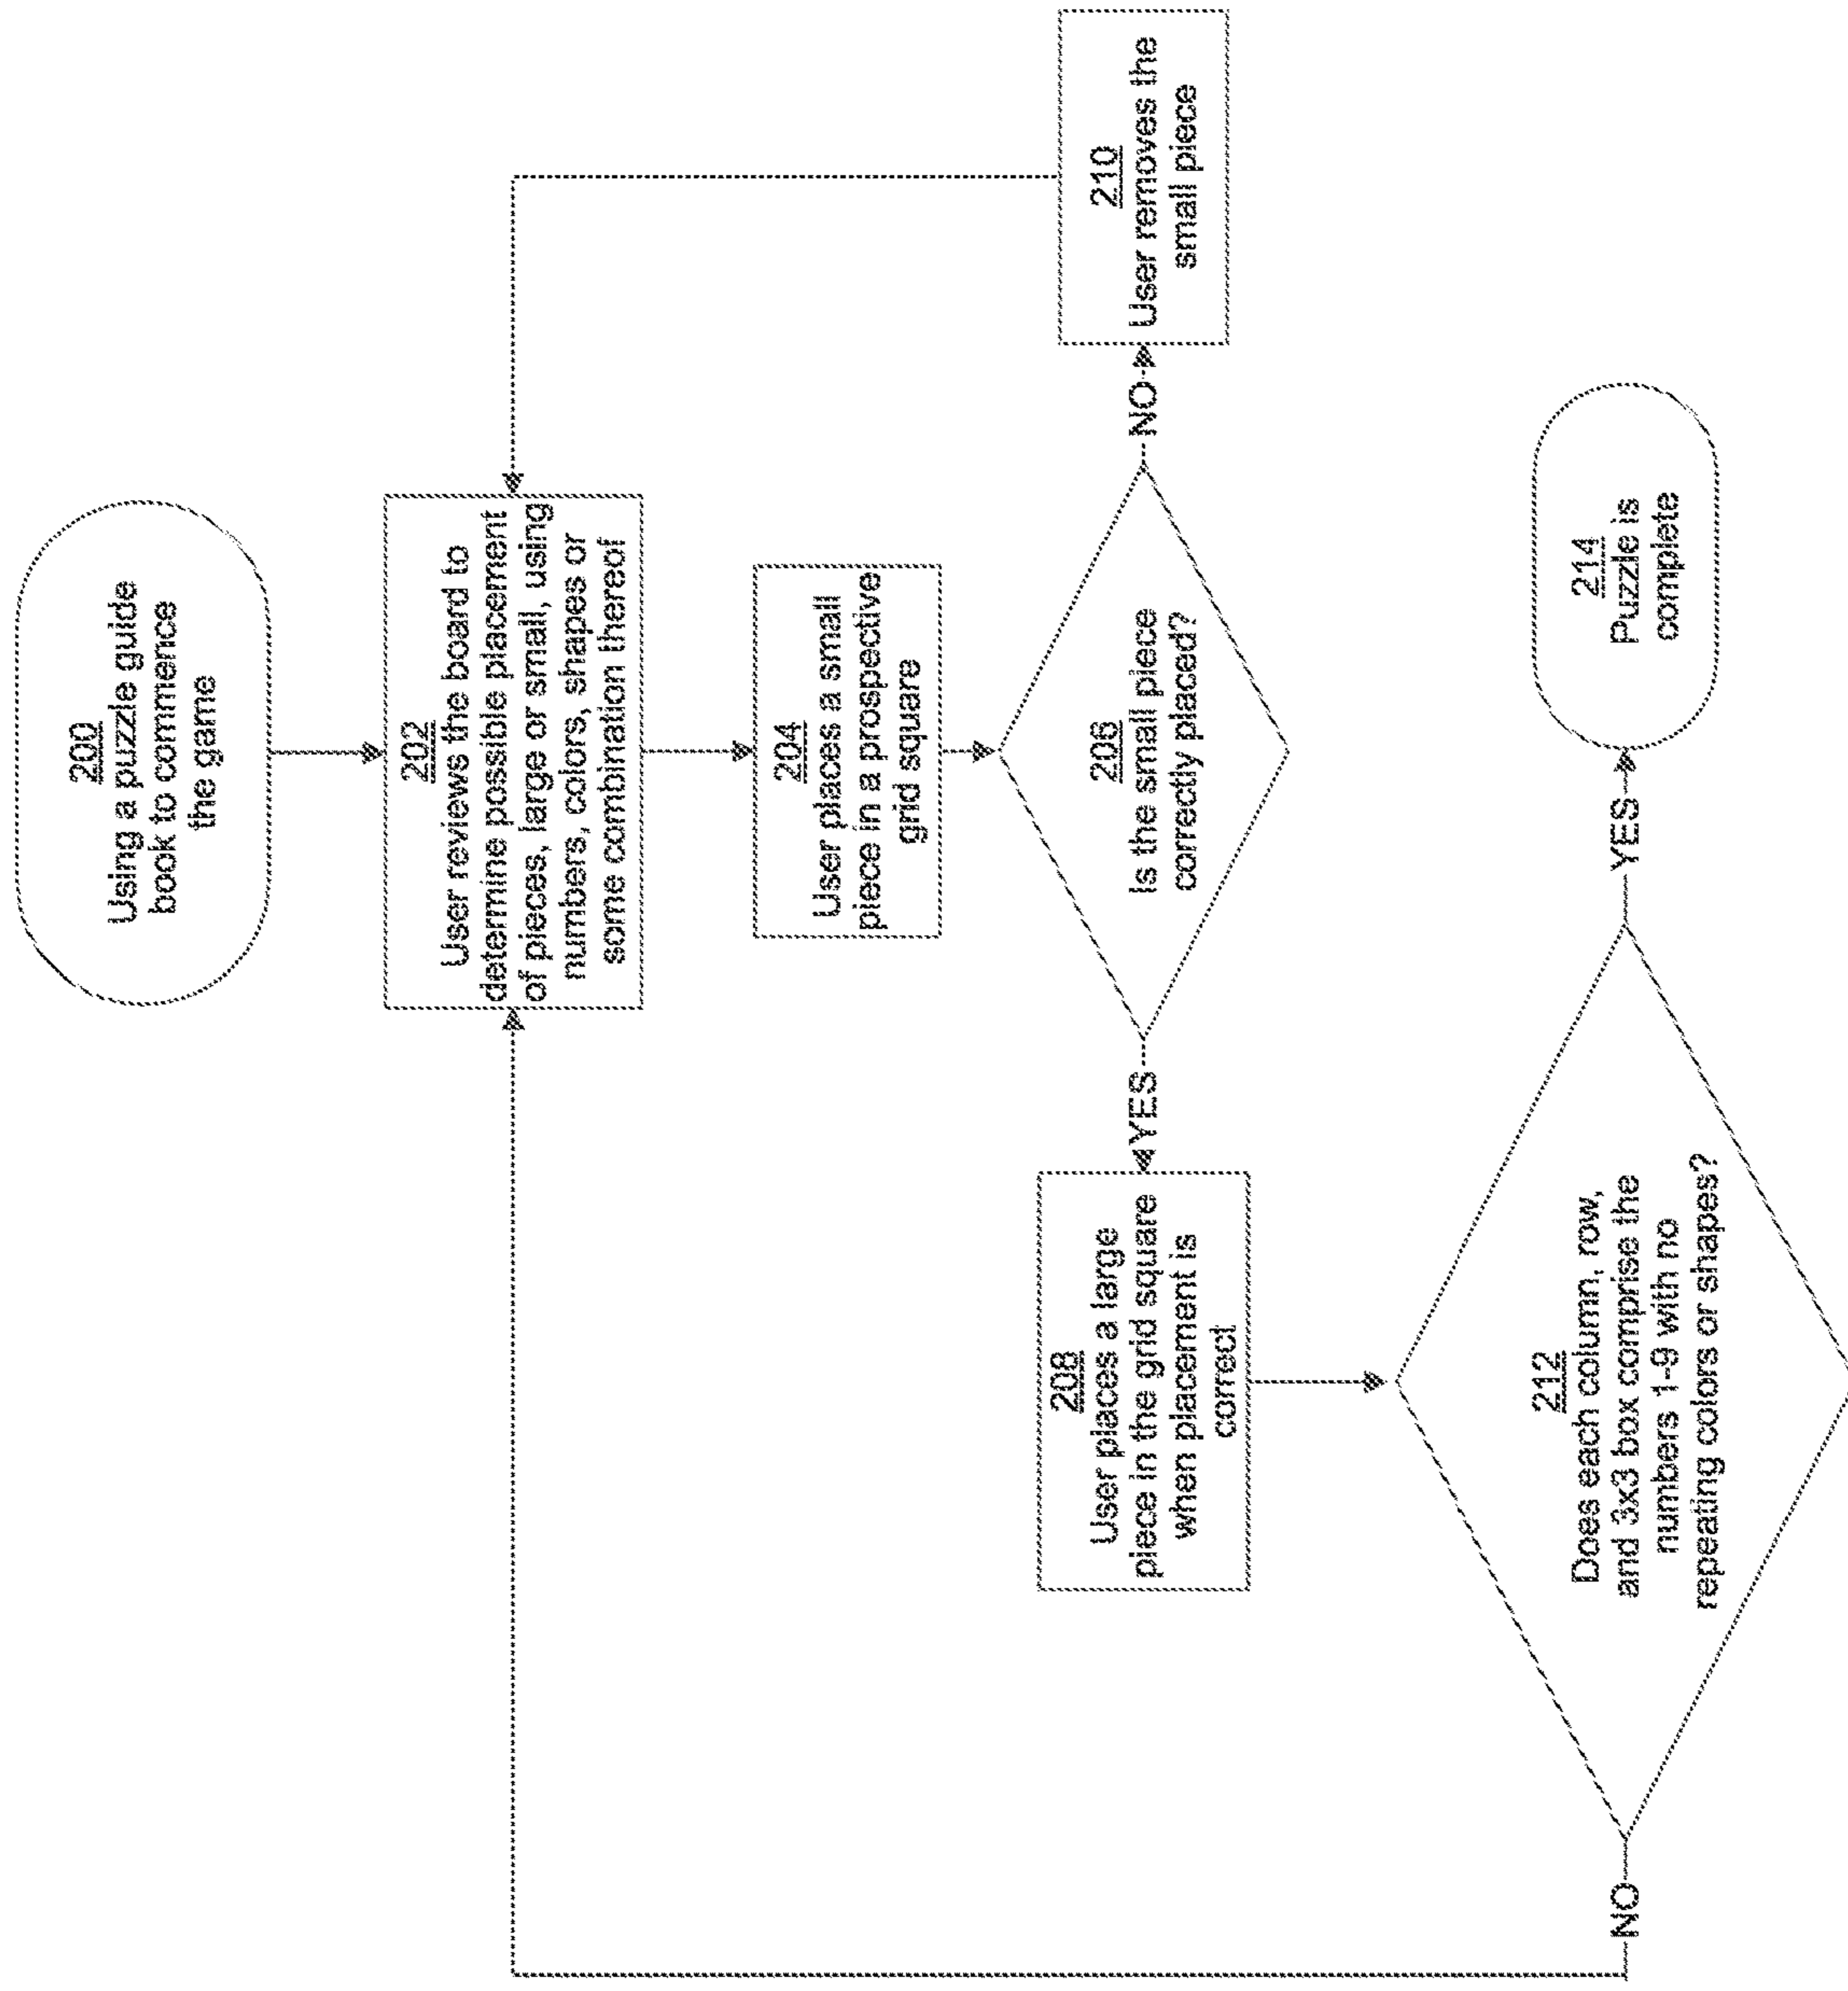 200
Using a puzzle guide
book to commence
the game
202
User reviews the board to
determine possible placement
of pieces, large or small, using
numbers, colors, shapes or
some combination thereof
204
User places a small
piece in a prospective
grid square
206
Is the small piece
correctly placed?
YES
NO
208
User places a large
piece in the grid square
when placement is
correct
210
User removes the
small piece
212
Does each column, row,
and 3x3 box comprise the
numbers 1-9 with no
repeating colors or shapes?
NO
YES
214
Puzzle is
complete